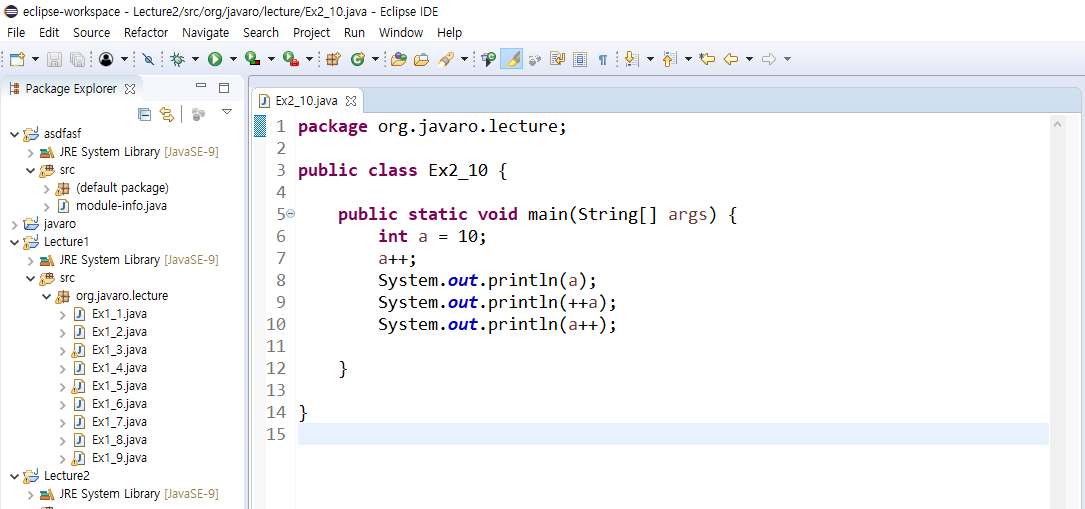 eclipse-workspace - Lecture2/src/org/javaro/lecture/Ex2_10.java - Eclipse IDE
File Edit Source Refactor Navigate Search Project Run Window Help
Package Explorer
asdfasf
JRE System Library [JavaSE-9]
src
(default package)
module-info.java
javaro
Lecture1
JRE System Library [JavaSE-9]
src
org.javaro.lecture
Ex1_1.java
Ex1_2.java
Ex1_3.java
Ex1_4.java
Ex1_5.java
Ex1_6.java
Ex1_7.java
Ex1_8.java
Ex1_9.java
Lecture2
JRE System Library [JavaSE-9]
Ex2_10.java
1 package org.javaro.lecture;
2
3 public class Ex2_10 {
4
5 public static void main(String[] args) {
6 int a = 10;
7 a++;
8 System.out.println(a);
9 System.out.println(++a);
10 System.out.println(a++);
11
12 }
13
14 }
15